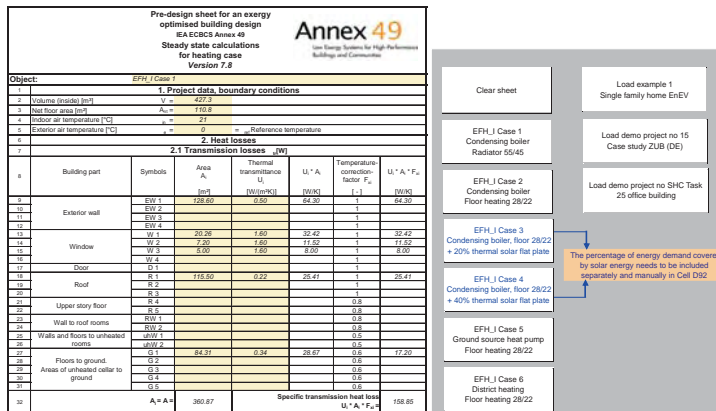 Pre-design sheet for an exergy
optimised building design
IEA ECBCS Annex 49
Steady state calculations
for heating case
Version 7.8
Annex 49
Low Exergy Systems for High-Performance
Buildings and Communities
Object: EFH_I Case 1
1 1. Project data, boundary conditions
2 Volume (inside) [m³] V = 427.3
3 Net floor area [m²] 110.8
4 Indoor air temperature [°C] = 21
5 Exterior air temperature [°C] = 0 = Reference temperature
6 2. Heat losses
7 2.1 Transmission losses [W]
8 Building part Symbols Area Thermal transmittance Uᵢ * Aᵢ Temperature-correction-factor Uᵢ * Aᵢ * Fₓᵢ
Aᵢ Uᵢ Fₓᵢ
[m²] [W/(m²K)] [W/K] [ - ] [W/K]
9 EW 1 128.60 0.50 64.30 1 64.30
10 Exterior wall EW 2 1
11 EW 3 1
12 EW 4 1
13 W 1 20.26 1.60 32.42 1 32.42
14 Window W 2 7.20 1.60 11.52 1 11.52
15 W 3 5.00 1.60 8.00 1 8.00
16 W 4 1
17 Door D 1 1
18 R 1 115.50 0.22 25.41 1 25.41
19 Roof R 2 1
20 R 3 1
21 Upper story floor R 4 0.8
22 R 5 0.8
23 Wall to roof rooms RW 1 0.8
24 RW 2 0.8
25 Walls and floors to unheated rooms uhW 1 0.5
26 uhW 2 0.5
27 G 1 84.31 0.34 28.67 0.6 17.20
28 Floors to ground. G 2 0.6
29 Areas of unheated cellar to G 3 0.6
30 ground G 4 0.6
31 G 5 0.6
32 Aⱼ = A = 360.87 Specific transmission heat loss 158.85
Uᵢ * Aᵢ * Fₓᵢ =
Clear sheet
EFH_I Case 1
Condensing boiler
Radiator 55/45
EFH_I Case 2
Condensing boiler
Floor heating 28/22
EFH_I Case 3
Condensing boiler, floor 28/22
+ 20% thermal solar flat plate
EFH_I Case 4
Condensing boiler, floor 28/22
+ 40% thermal solar flat plate
EFH_I Case 5
Ground source heat pump
Floor heating 28/22
EFH_I Case 6
District heating
Floor heating 28/22
Load example 1
Single family home EnEV
Load demo project no 15
Case study ZUB (DE)
Load demo project no SHC Task
25 office building
The percentage of energy demand covere
by solar energy needs to be included
separately and manually in Cell D92